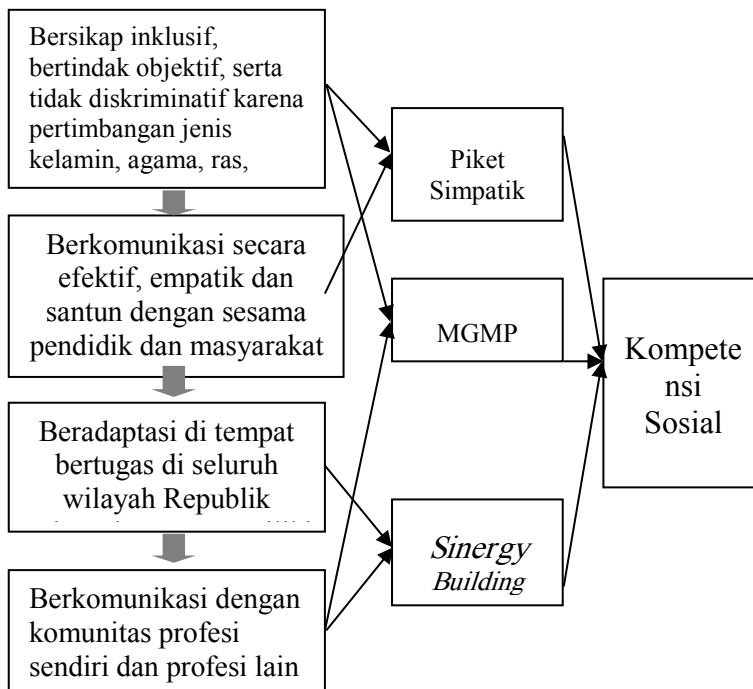 Bersikap inklusif,
bertindak objektif, serta
tidak diskriminatif karena
pertimbangan jenis
kelamin, agama, ras,
Berkomunikasi secara
efektif, empatik dan
santun dengan sesama
pendidik dan masyarakat
Beradaptasi di tempat
bertugas di seluruh
wilayah Republik
Berkomunikasi dengan
komunitas profesi
sendiri dan profesi lain
Piket
Simpatik
MGMP
Sinergy
Building
Kompete
nsi
Sosial